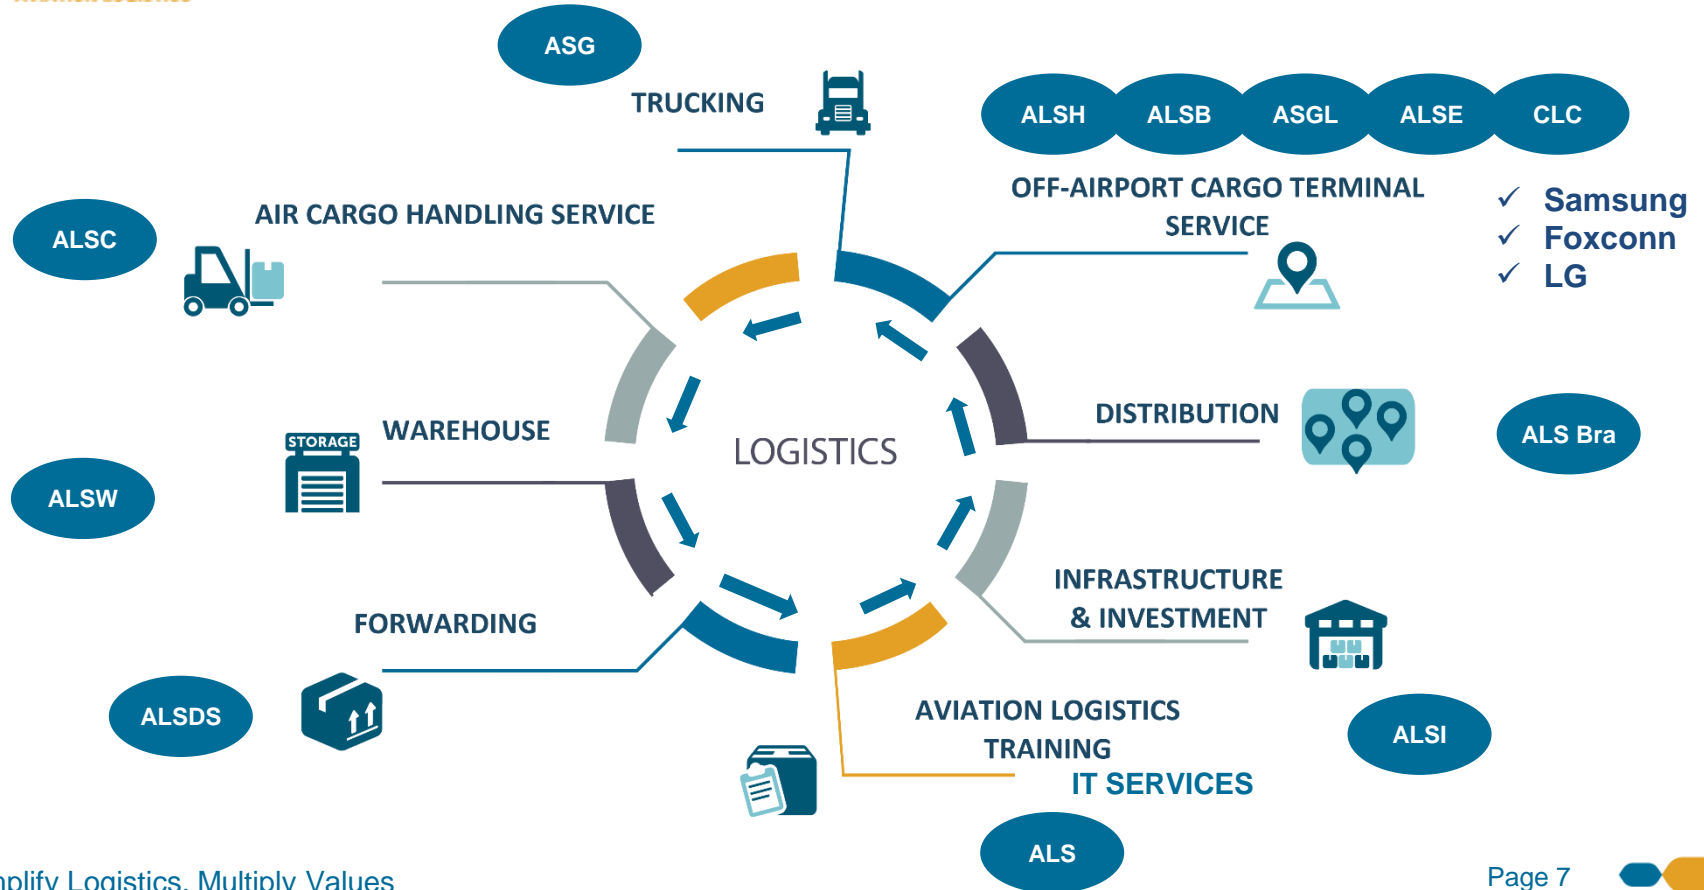 ASG
TRUCKING
ALSH ALSB ASGL ALSE CLC
OFF-AIRPORT CARGO TERMINAL
SERVICE
✓ Samsung
✓ Foxconn
✓ LG
AIR CARGO HANDLING SERVICE
ALSC
DISTRIBUTION
ALS Bra
WAREHOUSE
STORAGE
LOGISTICS
ALSW
INFRASTRUCTURE
& INVESTMENT
FORWARDING
ALSDS
AVIATION LOGISTICS
TRAINING
IT SERVICES
ALSI
ALS
Logistics, Multiply Values
Page 7